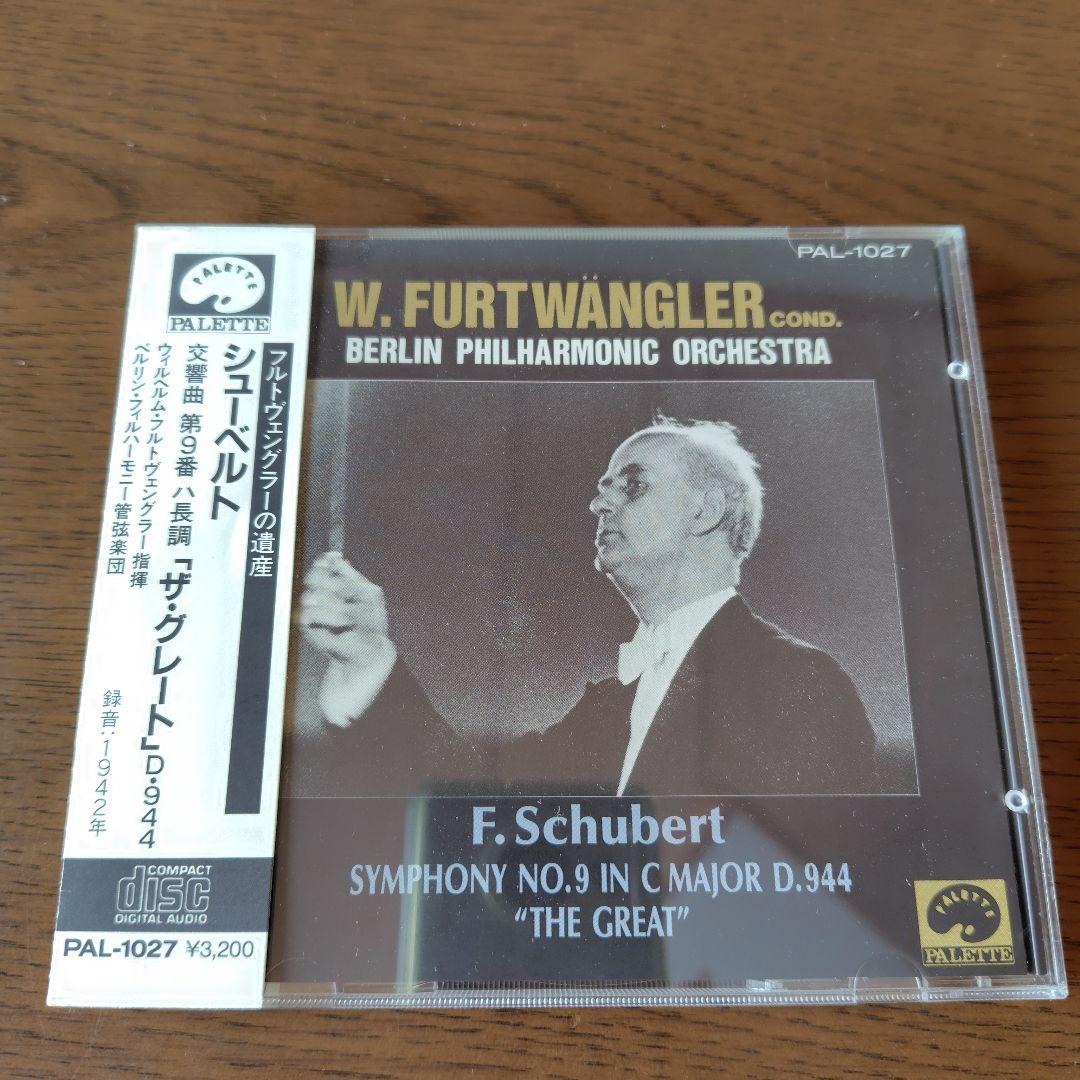 PALETTE
PALETTE
フルトヴェングラーの遺産
シューベルト
交響曲 第9番 ハ長調「ザ・グレート」D.944
ウィルヘルム・フルトヴェングラー指揮
ベルリン・フィルハーモニー管弦楽団
録音:1942年
COMPACT
disc
DIGITAL AUDIO
PAL-1027 ¥3,200
PAL-1027
W. FURTWÄNGLER COND.
BERLIN PHILHARMONIC ORCHESTRA
F. Schubert
SYMPHONY NO.9 IN C MAJOR D.944
“THE GREAT”
PALETTE
PALETTE